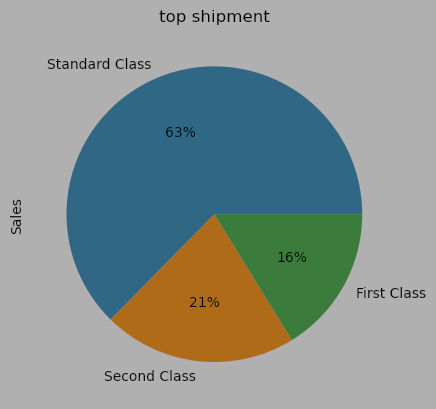 top shipment
Standard Class
63%
Sales
16%
First Class
21%
Second Class